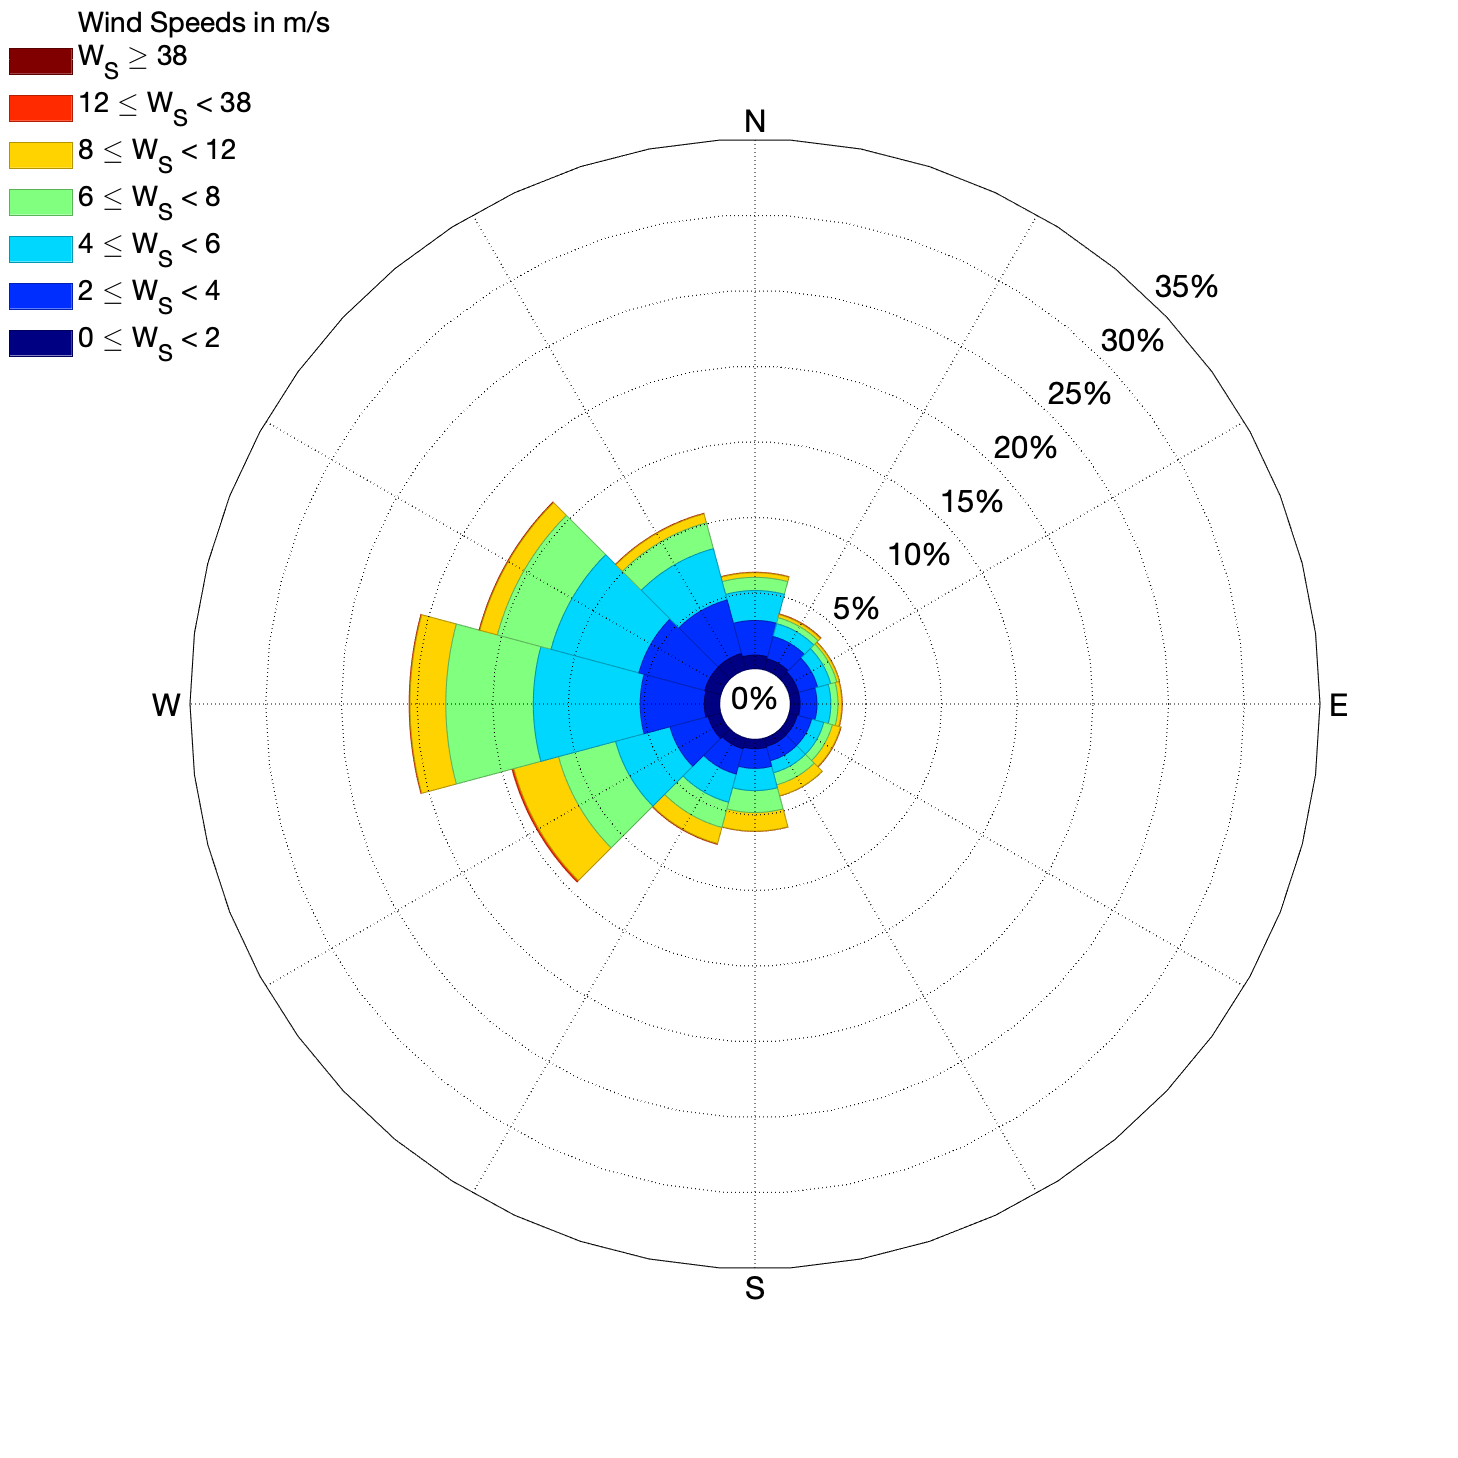 Wind Speeds in m/s
W_S ≥ 38
12 ≤ W_S < 38
8 ≤ W_S < 12
6 ≤ W_S < 8
4 ≤ W_S < 6
2 ≤ W_S < 4
0 ≤ W_S < 2
N
35%
30%
25%
20%
15%
10%
5%
0%
W
E
S